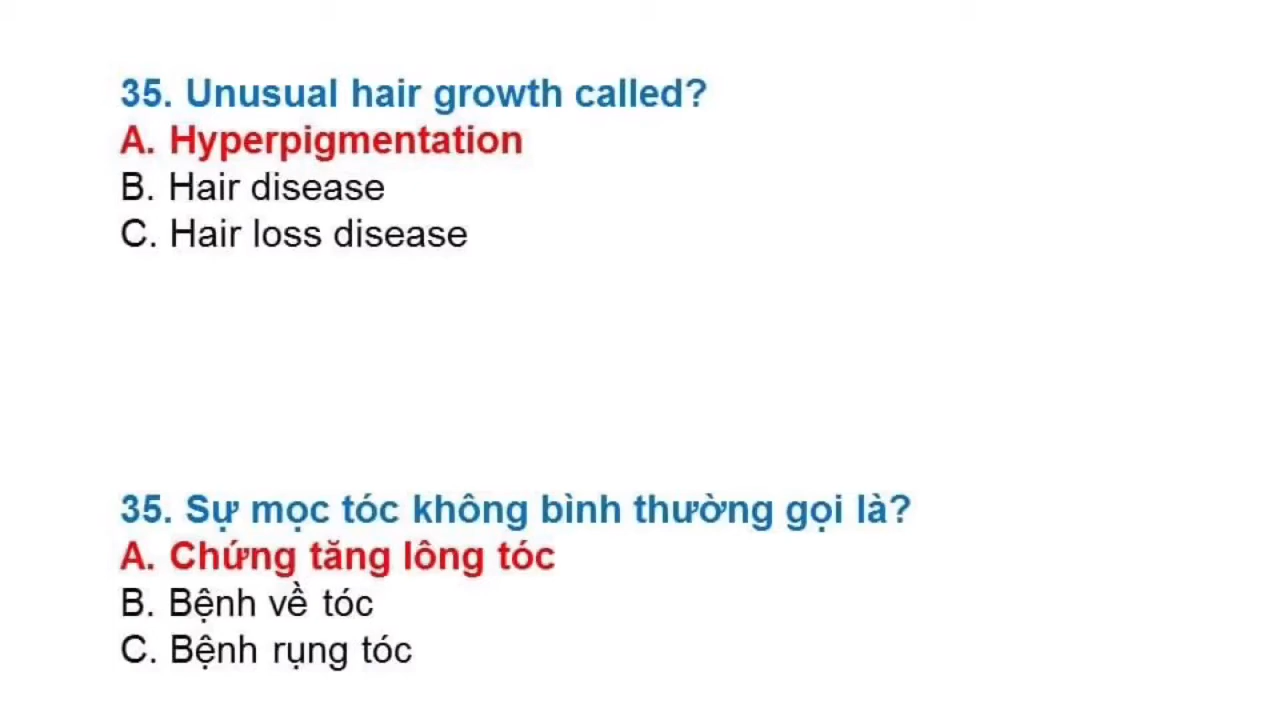 35. Unusual hair growth called?
A. Hyperpigmentation
B. Hair disease
C. Hair loss disease
35. Sự mọc tóc không bình thường gọi là?
A. Chứng tăng lông tóc
B. Bệnh về tóc
C. Bệnh rụng tóc